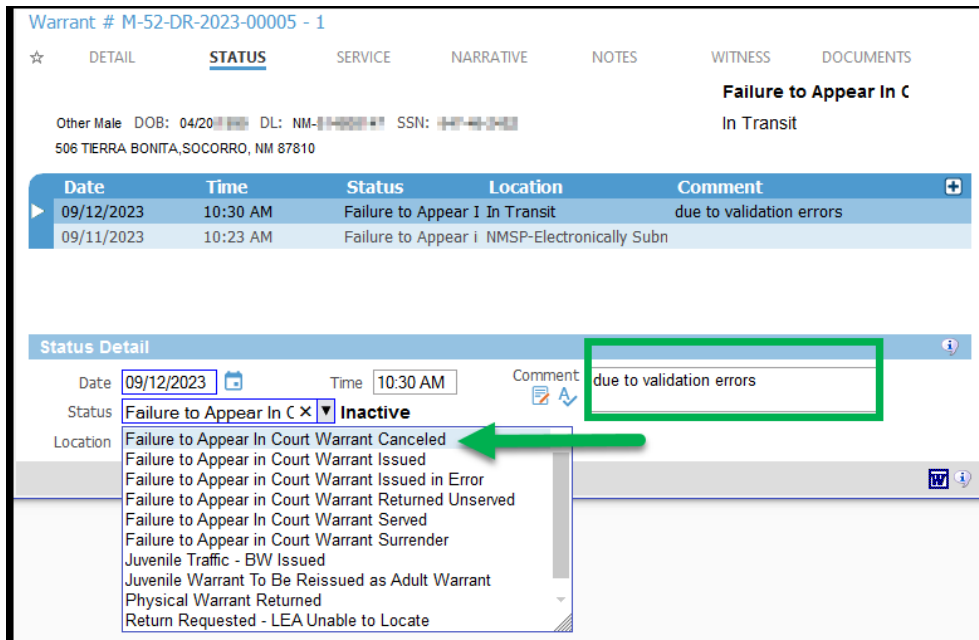 Warrant # M-52-DR-2023-00005 - 1
DETAIL STATUS SERVICE NARRATIVE NOTES WITNESS DOCUMENTS
Failure to Appear In C
Other Male DOB: 04/20 DL: NM- SSN:
In Transit
506 TIERRA BONITA,SOCORRO, NM 87810
Date Time Status Location Comment
09/12/2023 10:30 AM Failure to Appear I In Transit due to validation errors
09/11/2023 10:23 AM Failure to Appear i NMSP-Electronically Subn
Status Detail
Date 09/12/2023 Time 10:30 AM Comment due to validation errors
Status Failure to Appear In C Inactive
Location
Failure to Appear In Court Warrant Canceled
Failure to Appear in Court Warrant Issued
Failure to Appear in Court Warrant Issued in Error
Failure to Appear in Court Warrant Returned Unserved
Failure to Appear In Court Warrant Served
Failure to Appear in Court Warrant Surrender
Juvenile Traffic - BW Issued
Juvenile Warrant To Be Reissued as Adult Warrant
Physical Warrant Returned
Return Requested - LEA Unable to Locate